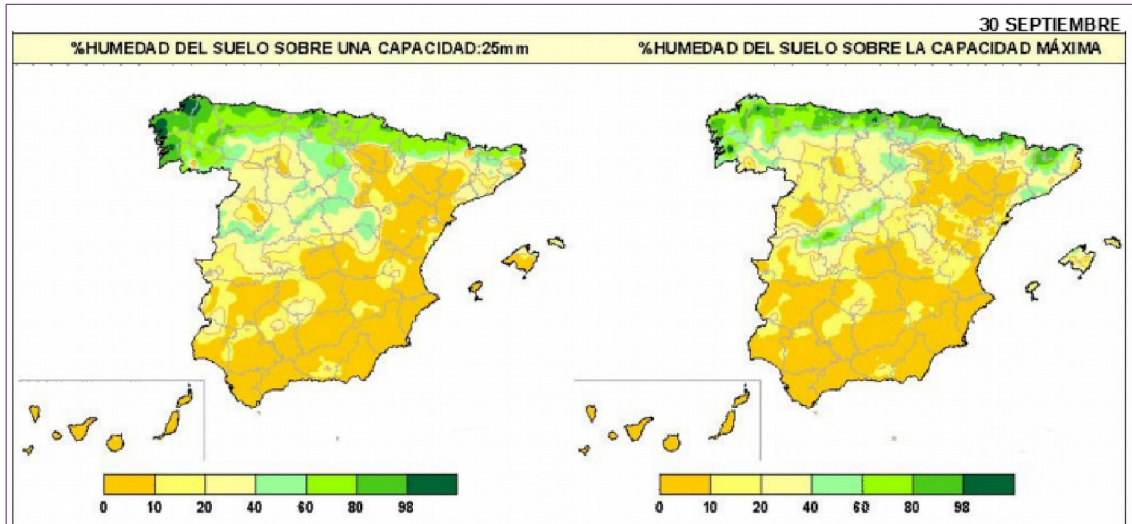 30 SEPTIEMBRE
%HUMEDAD DEL SUELO SOBRE UNA CAPACIDAD:25mm
%HUMEDAD DEL SUELO SOBRE LA CAPACIDAD MÁXIMA
0 10 20 40 60 80 98
0 10 20 40 60 80 98